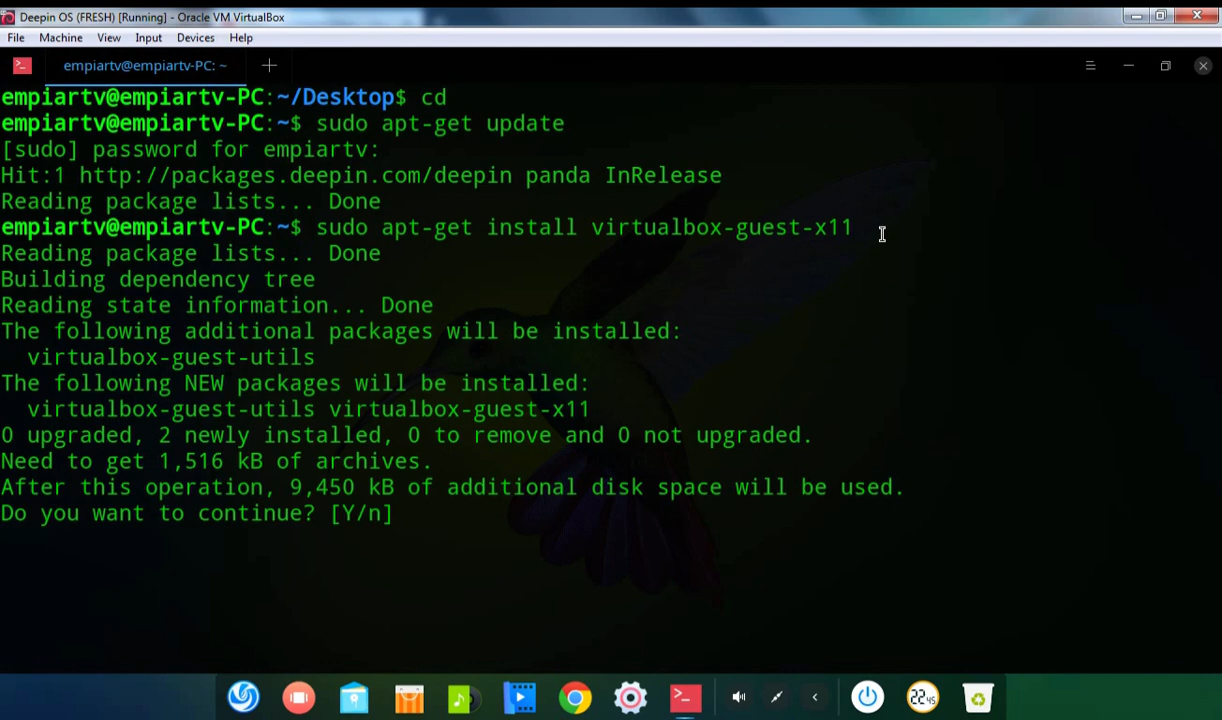 Deepin OS (FRESH) [Running] - Oracle VM VirtualBox
File Machine View Input Devices Help
empiartv@empiartv-PC: ~
empiartv@empiartv-PC:~/Desktop$ cd
empiartv@empiartv-PC:~$ sudo apt-get update
[sudo] password for empiartv:
Hit:1 http://packages.deepin.com/deepin panda InRelease
Reading package lists... Done
empiartv@empiartv-PC:~$ sudo apt-get install virtualbox-guest-x11
Reading package lists... Done
Building dependency tree
Reading state information... Done
The following additional packages will be installed:
  virtualbox-guest-utils
The following NEW packages will be installed:
  virtualbox-guest-utils virtualbox-guest-x11
0 upgraded, 2 newly installed, 0 to remove and 0 not upgraded.
Need to get 1,516 kB of archives.
After this operation, 9,450 kB of additional disk space will be used.
Do you want to continue? [Y/n]
22 45